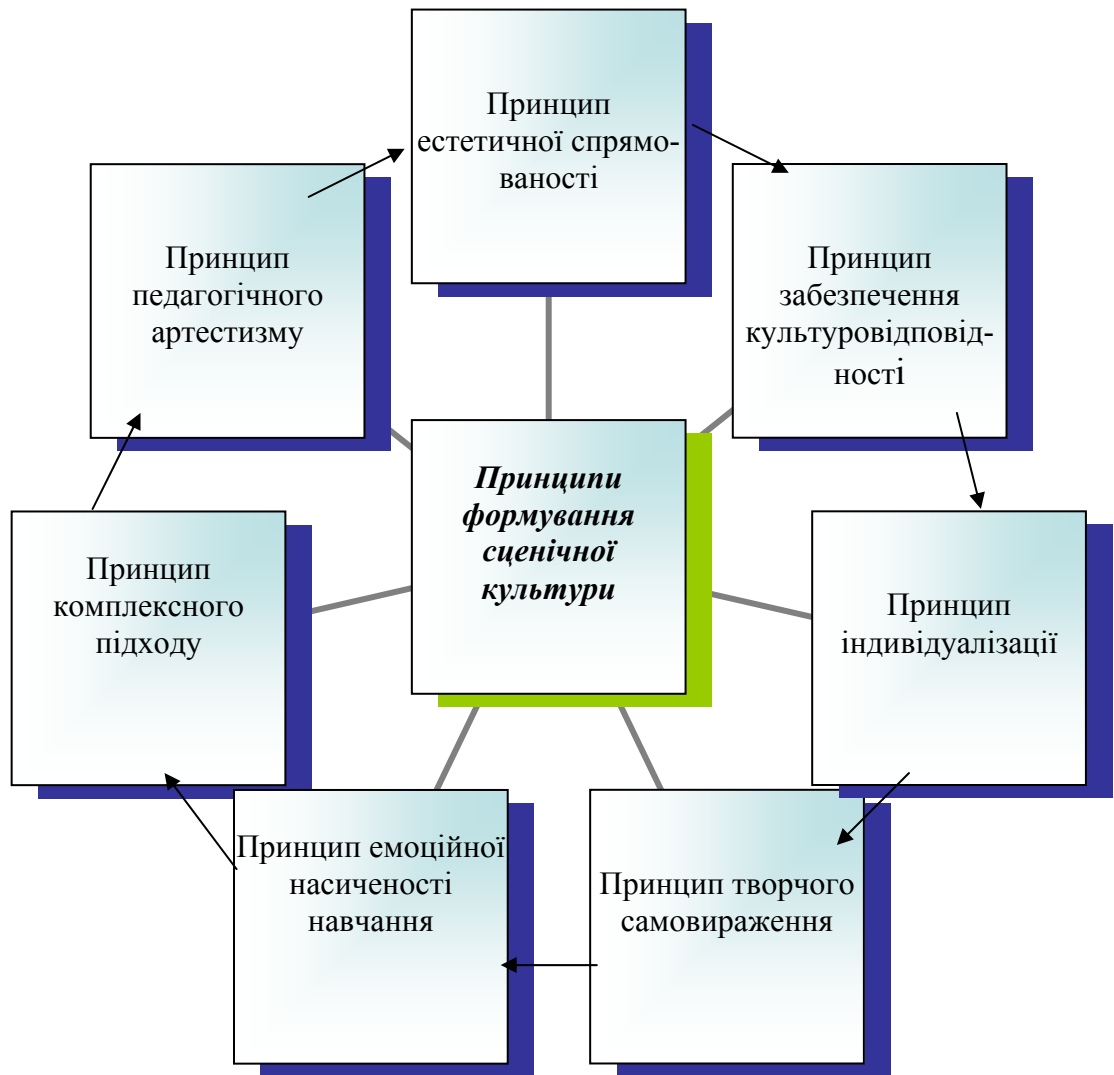 Принцип
естетичної спрямо-
ваності
Принцип
педагогічного
артестизму
Принцип
забезпечення
культуровідповід-
ності
Принципи
формування
сценічної
культури
Принцип
комплексного
підходу
Принцип
індивідуалізації
Принцип емоційної
насиченості
навчання
Принцип творчого
самовираження